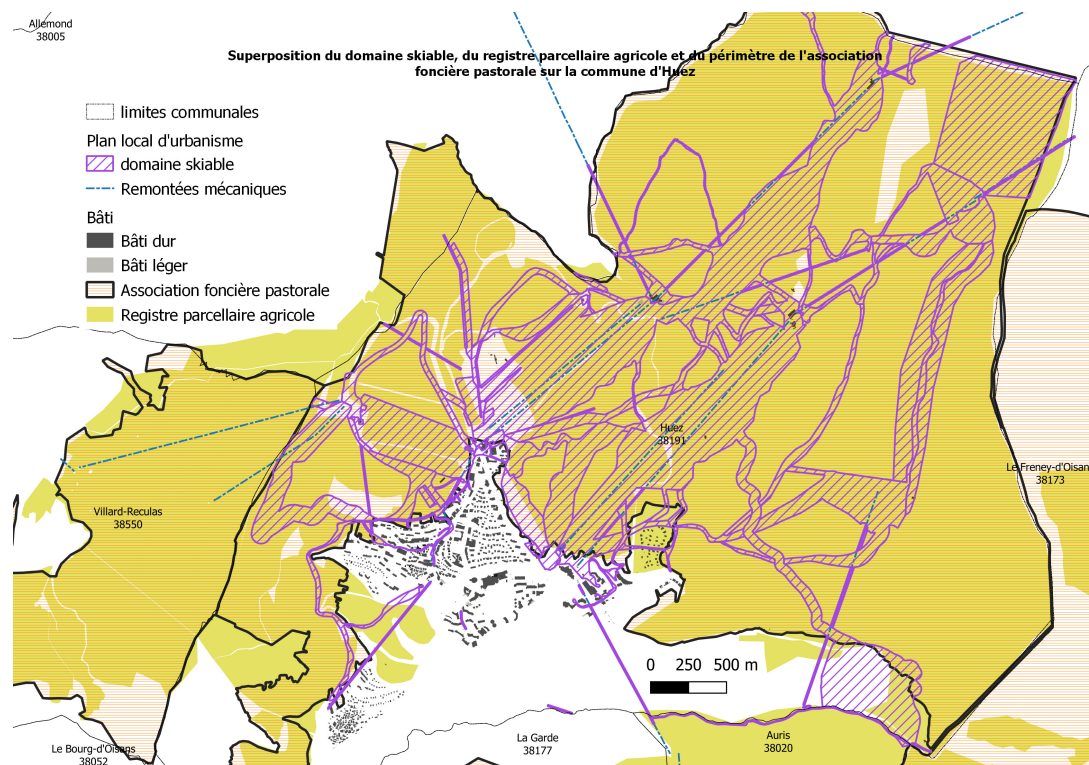 Allemond
38005
Superposition du domaine skiable, du registre parcellaire agricole et du périmètre de l'association
foncière pastorale sur la commune d'Huez
limites communales
Plan local d'urbanisme
domaine skiable
Remontées mécaniques
Bâti
Bâti dur
Bâti léger
Association foncière pastorale
Registre parcellaire agricole
Huez
38191
Le Freney-d'Oisan
38173
Villard-Reculas
38550
0 250 500 m
Le Bourg-d'Oisans
38052
La Garde
38177
Auris
38020